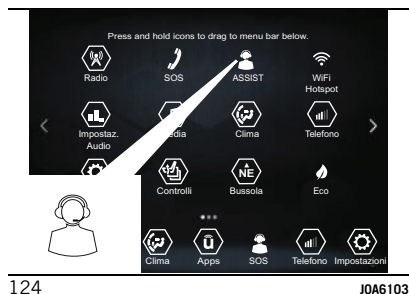 Press and hold icons to drag to menu bar below.
Radio SOS ASSIST WiFi
Hotspot
Impostaz. Clima Telefono
Audio
NE
Controlli Bussola Eco
û
Clima Apps SOS Telefono Impostazioni
124 J0A6103